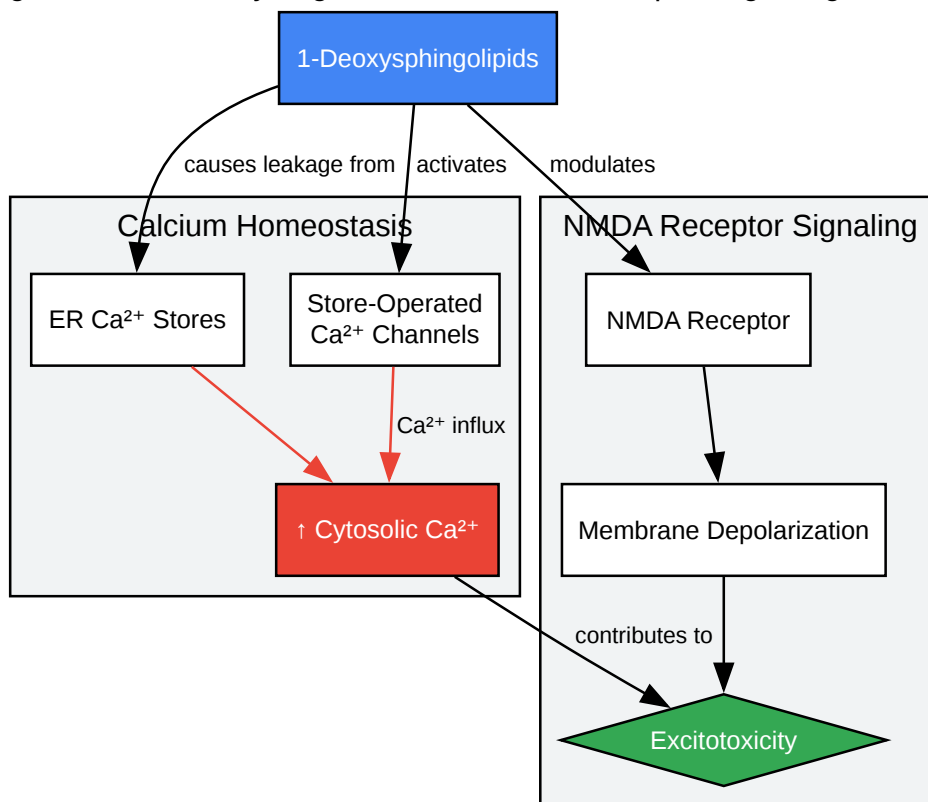 1-Deoxysphingolipids
causes leakage from
activates
modulates
Calcium Homeostasis
NMDA Receptor Signaling
ER Ca²⁺ Stores
Store-Operated
Ca²⁺ Channels
NMDA Receptor
Ca²⁺ influx
↑ Cytosolic Ca²⁺
Membrane Depolarization
contributes to
Excitotoxicity